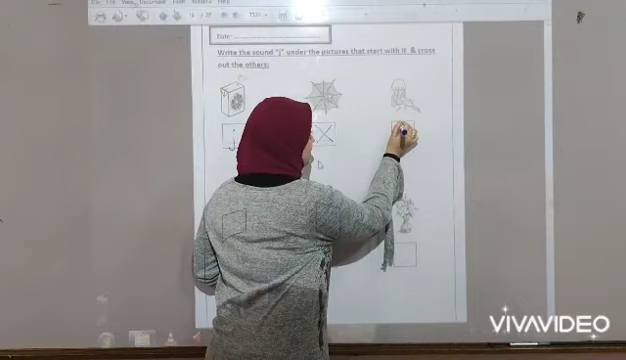 Date:
Write the sound "j" under the pictures that start with it & cross
out the others:
j
VIVAVIDEO